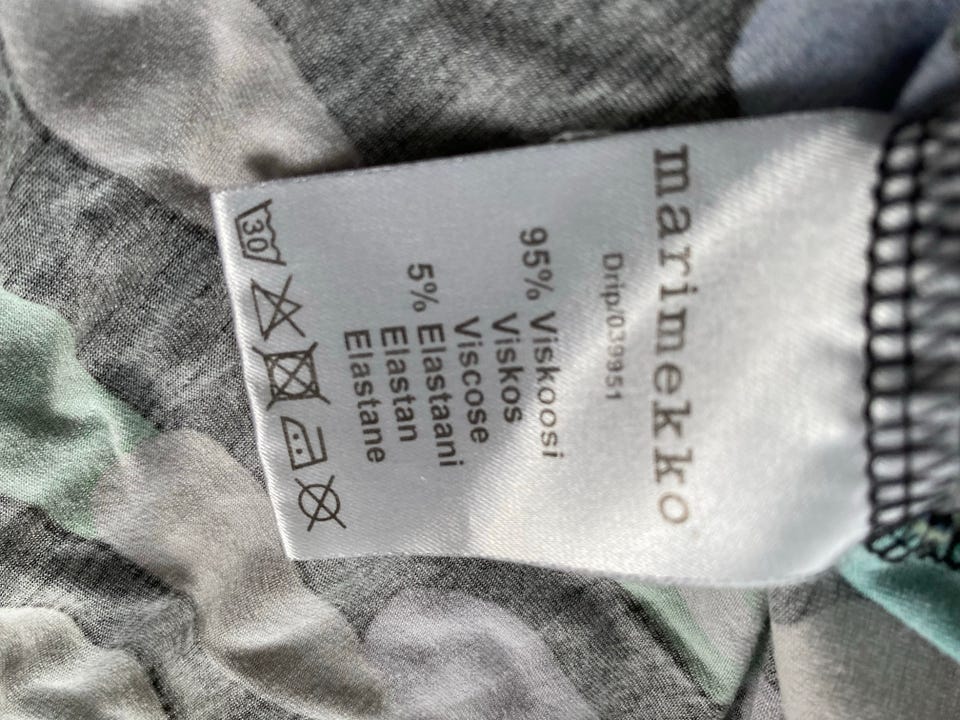 marimekko
Drip/039951
95% Viskoosi
Viskos
Viscose
5% Elastaani
Elastan
Elastane
30